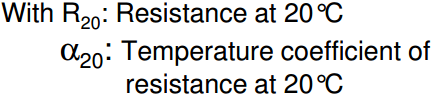 With R₂₀: Resistance at 20°C
α₂₀: Temperature coefficient of
resistance at 20°C